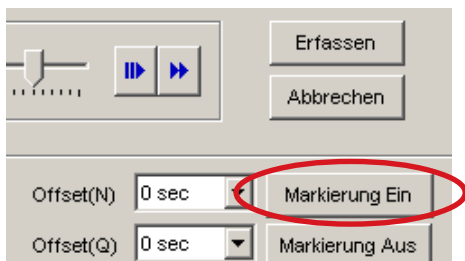 Erfassen
Abbrechen
Offset(N) 0 sec Markierung Ein
Offset(Q) 0 sec Markierung Aus